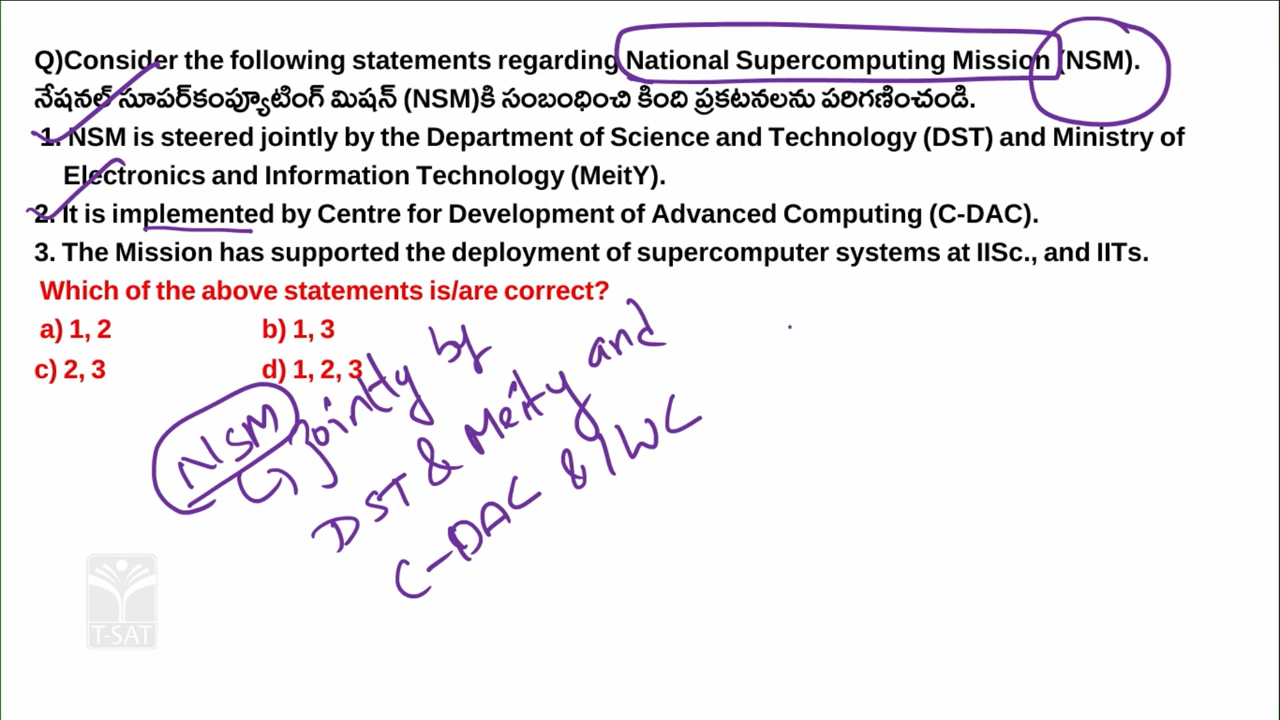 Q)Consider the following statements regarding National Supercomputing Mission (NSM).
నేషనల్ సూపర్‌కంప్యూటింగ్ మిషన్ (NSM)కి సంబంధించి కింది ప్రకటనలను పరిగణించండి.
1. NSM is steered jointly by the Department of Science and Technology (DST) and Ministry of
Electronics and Information Technology (MeitY).
2. It is implemented by Centre for Development of Advanced Computing (C-DAC).
3. The Mission has supported the deployment of supercomputer systems at IISc., and IITs.
Which of the above statements is/are correct?
a) 1, 2 b) 1, 3
c) 2, 3 d) 1, 2, 3
NSM
jointly by
DST & Meity and
C-DAC &
T-SAT